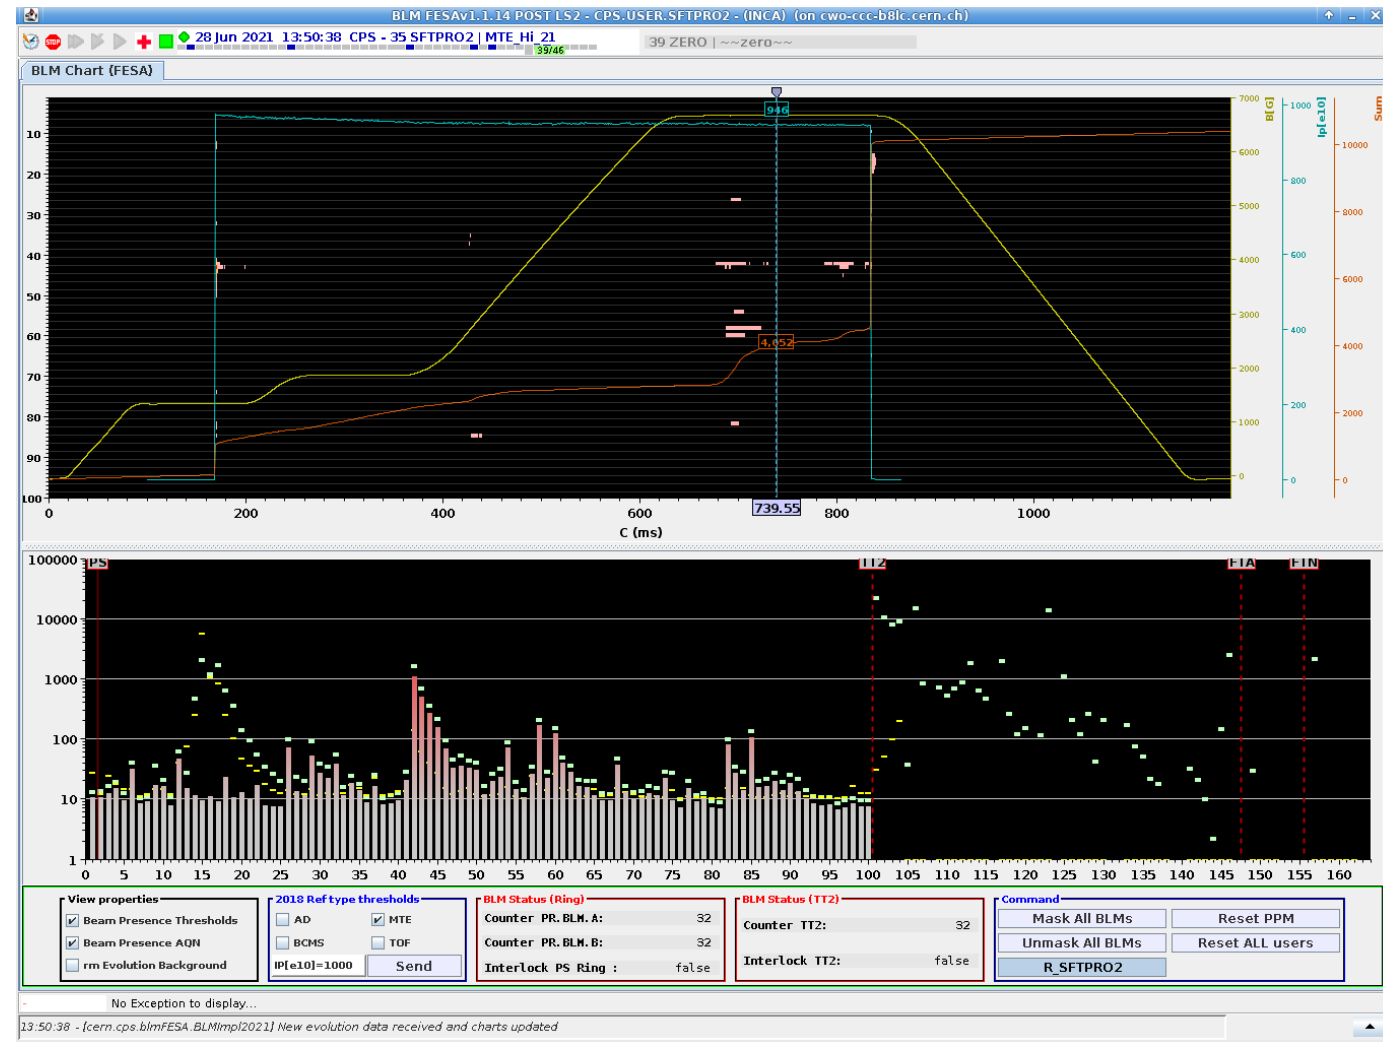 BLM FESAv1.1.14 POST LS2 - CPS.USER.SFTPRO2 - (INCA)  (on cwo-ccc-b8lc.cern.ch)
STOP
28 Jun 2021  13:50:38  CPS - 35 SFTPRO2 | MTE_Hi_21
39/46
39 ZERO | ~~zero~~
BLM Chart (FESA)
946
4,652
10
20
30
40
50
60
70
80
90
100
7000
6000
5000
4000
3000
2000
1000
0
B[G]
1000
800
600
400
200
0
Ip[e10]
10000
8000
6000
4000
2000
0
Sum
0 200 400 600 739.55 800 1000
C (ms)
PS TT2 FTA FTN
100000
10000
1000
100
10
1
0 5 10 15 20 25 30 35 40 45 50 55 60 65 70 75 80 85 90 95 100 105 110 115 120 125 130 135 140 145 150 155 160
View properties
Beam Presence Thresholds
Beam Presence AQN
rm Evolution Background
2018 Ref type thresholds
AD MTE
BCMS TOF
IP[e10]=1000 Send
BLM Status (Ring)
Counter PR.BLM.A: 32
Counter PR.BLM.B: 32
Interlock PS Ring : false
BLM Status (TT2)
Counter TT2: 32
Interlock TT2: false
Command
Mask All BLMs Reset PPM
Unmask All BLMs Reset ALL users
R_SFTPRO2
- No Exception to display...
13:50:38 - [cern.cps.blmFESA.BLMImpl2021] New evolution data received and charts updated